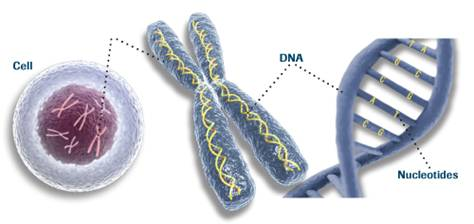 Cell
DNA
Nucleotides
T A
G C
C G
A T
C G